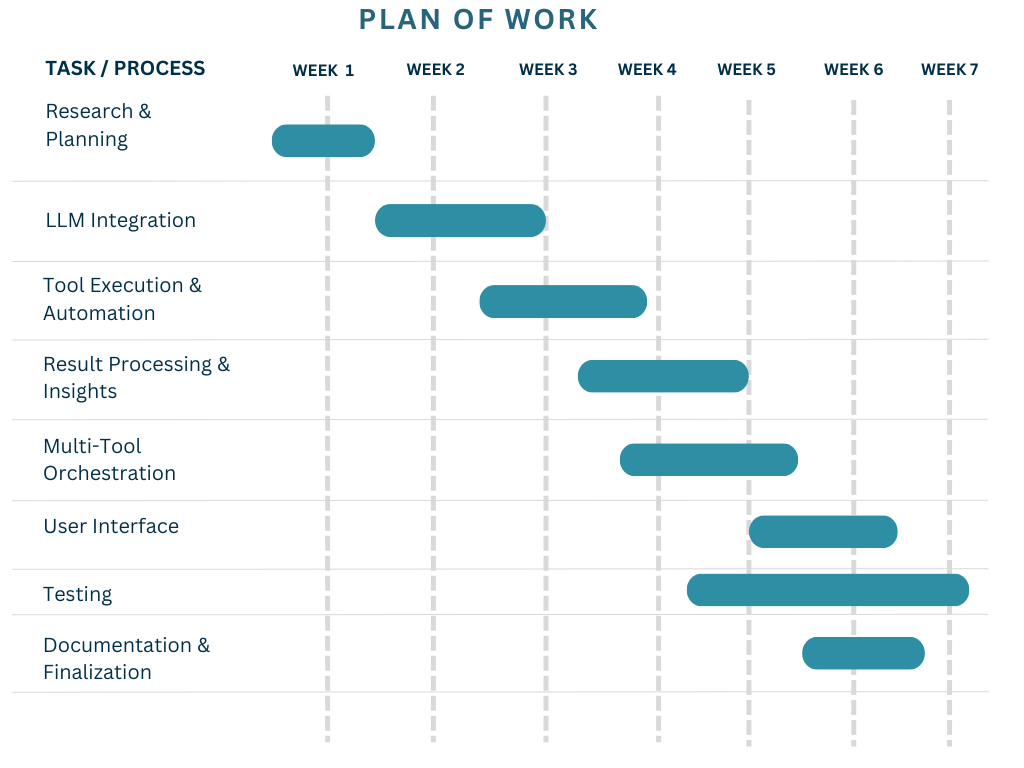 PLAN OF WORK
TASK / PROCESS WEEK 1 WEEK 2 WEEK 3 WEEK 4 WEEK 5 WEEK 6 WEEK 7
Research &
Planning
LLM Integration
Tool Execution &
Automation
Result Processing &
Insights
Multi-Tool
Orchestration
User Interface
Testing
Documentation &
Finalization